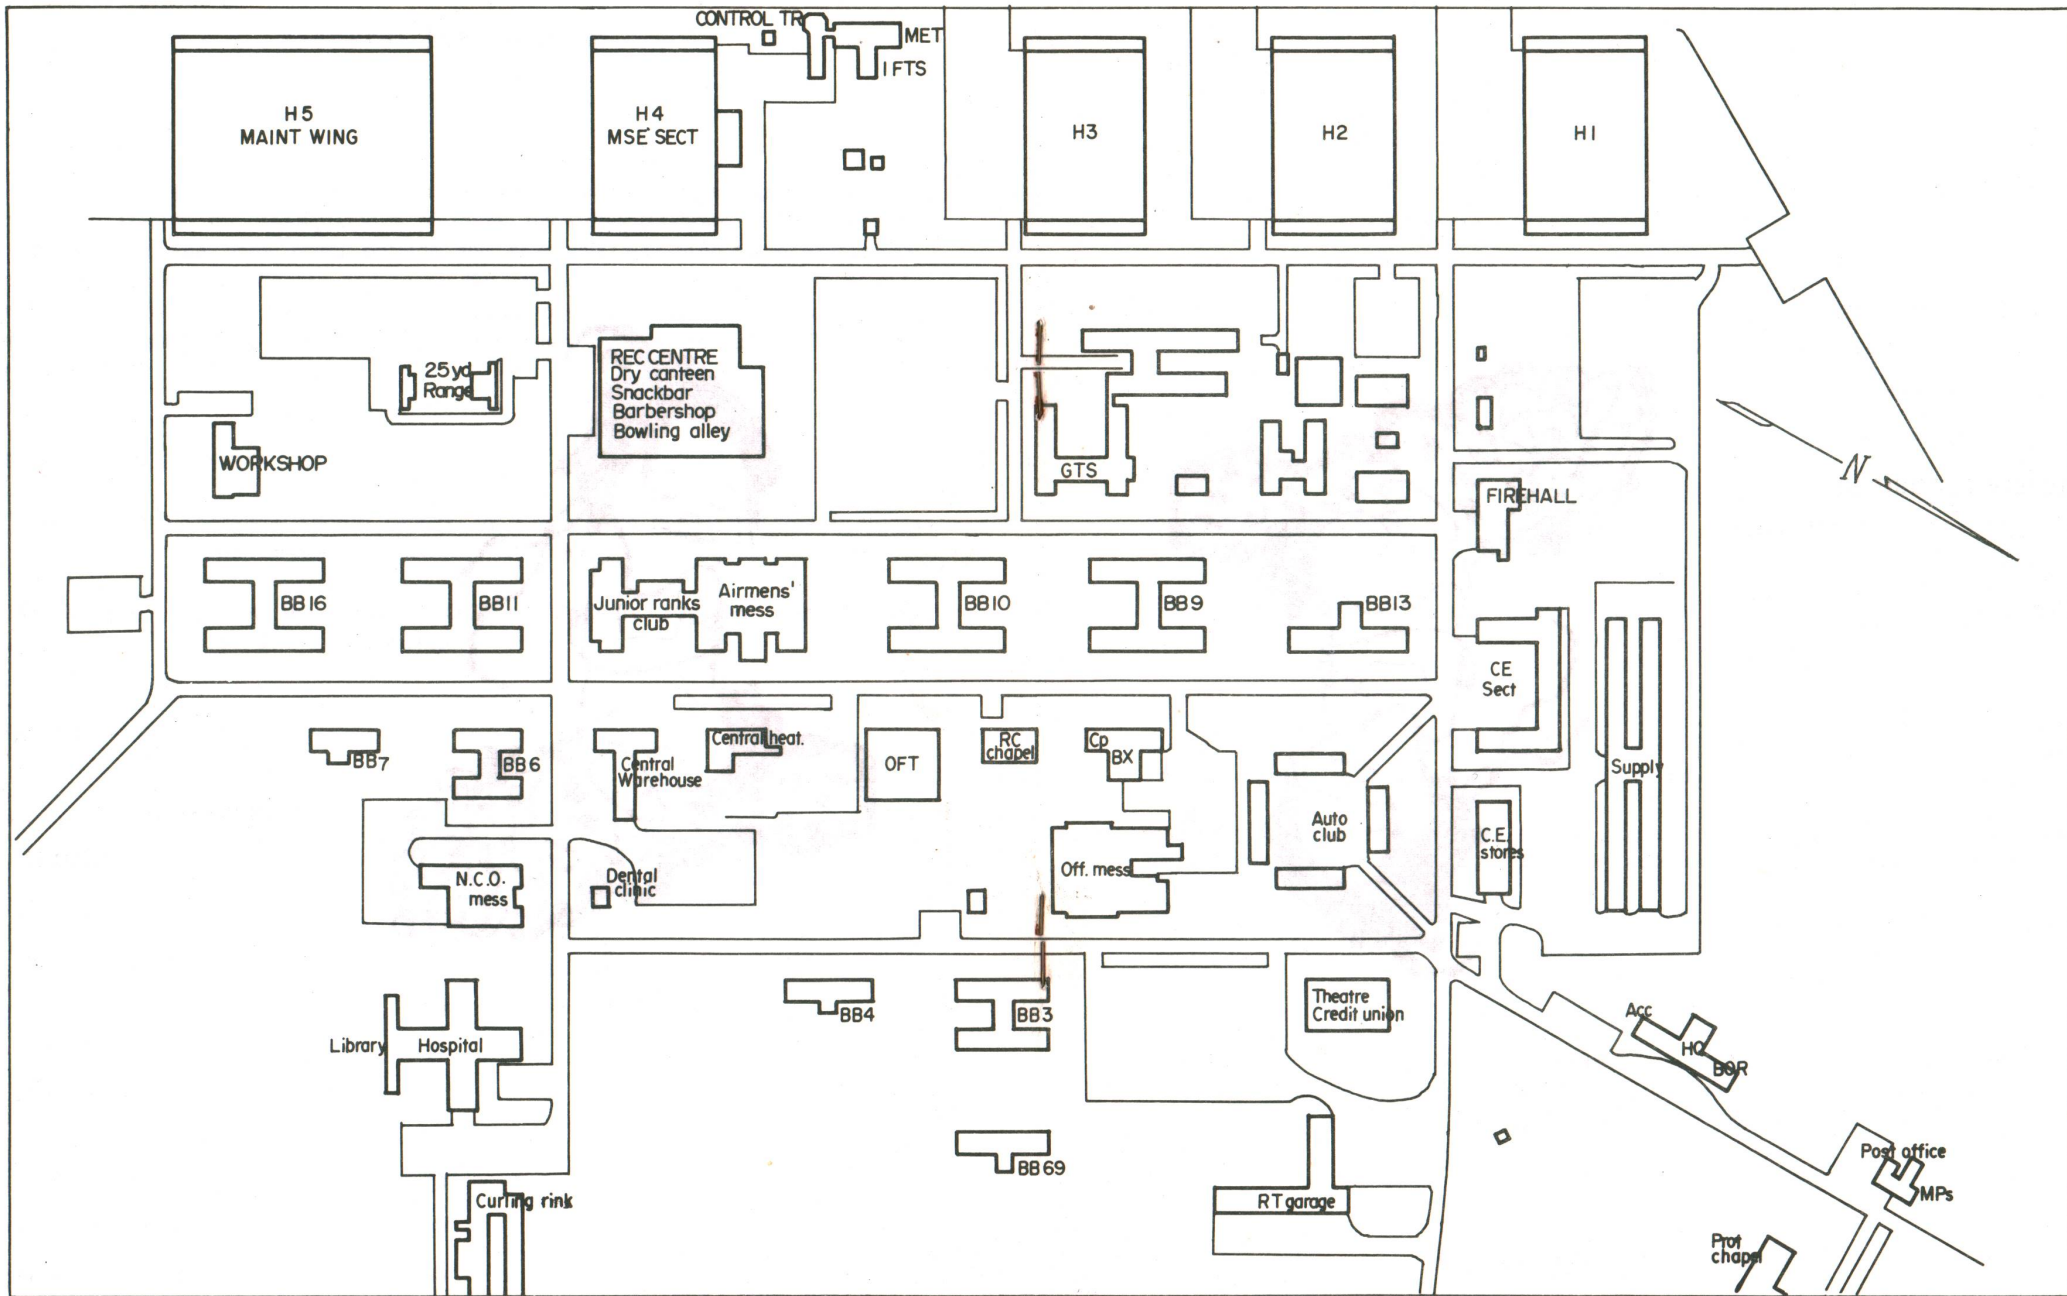 CONTROL TR
MET
1 FTS
H5
MAINT WING
H4
MSE SECT
H3
H2
H1
25yd
Range
REC CENTRE
Dry canteen
Snackbar
Barbershop
Bowling alley
WORKSHOP
GTS
FIREHALL
N
BB16
BB11
Junior ranks
club
Airmens'
mess
BB10
BB9
BB13
CE
Sect
BB7
BB6
Central
Warehouse
Central heat.
OFT
RC
chapel
Cp
BX
Auto
club
Supply
C.E.
stores
N.C.O.
mess
Dental
clinic
Off. mess
Library
Hospital
BB4
BB3
Theatre
Credit union
Acc
HQ
BOR
BB69
Curling rink
RT garage
Post office
MPs
Prot
chapel